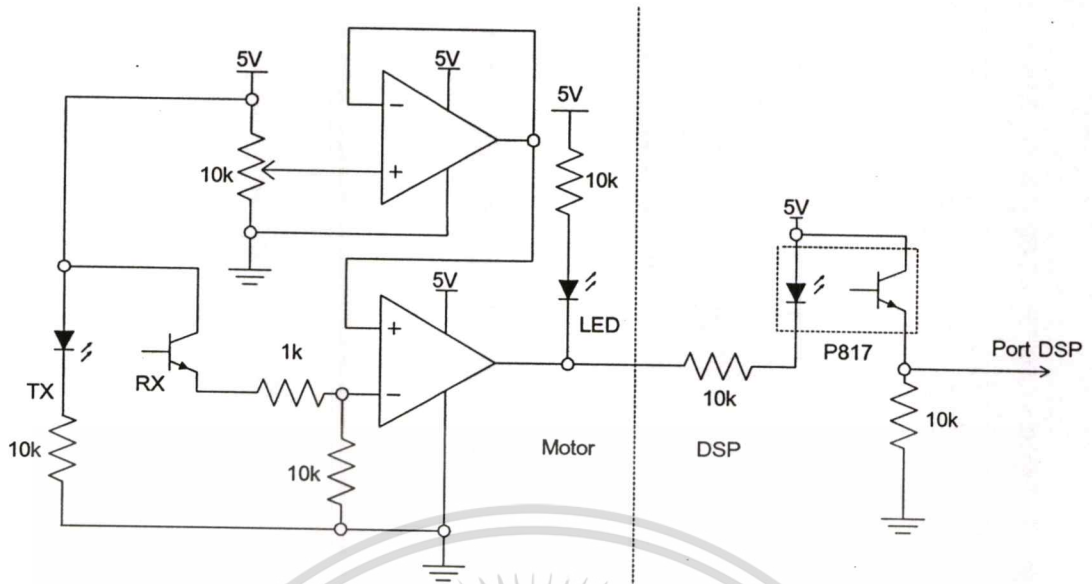 5V
5V
5V
10k
10k
5V
5V
LED
P817
Port DSP
1k
TX
RX
10k
10k
10k
10k
Motor
DSP